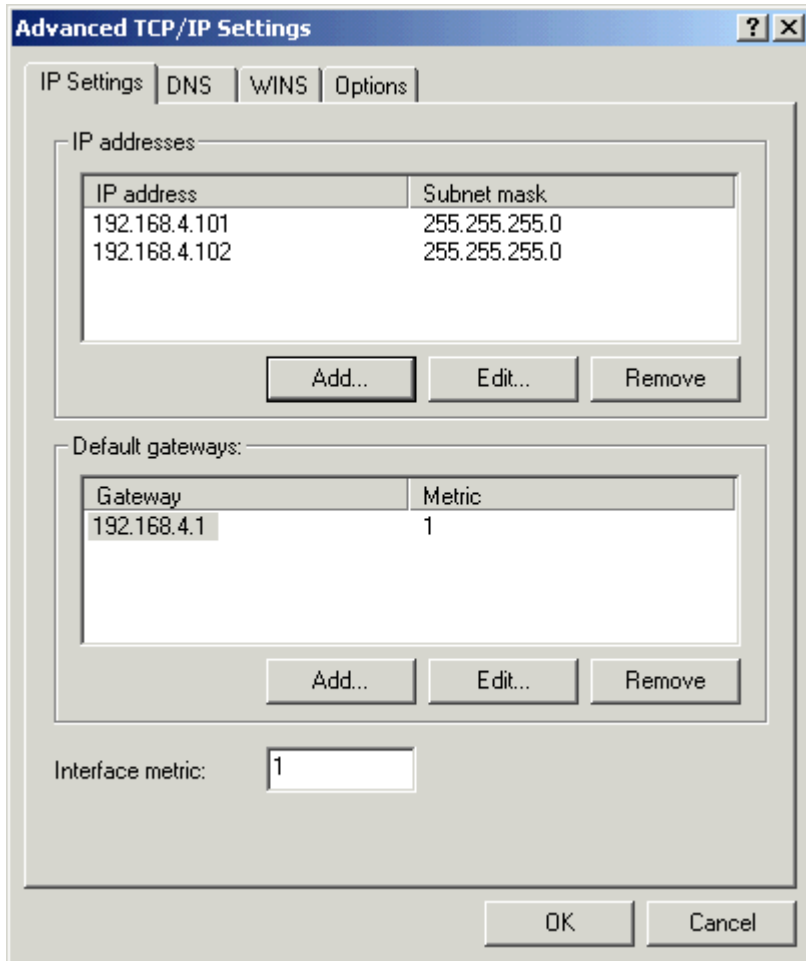 Advanced TCP/IP Settings
IP Settings DNS WINS Options
IP addresses
IP address Subnet mask
192.168.4.101 255.255.255.0
192.168.4.102 255.255.255.0
Add... Edit... Remove
Default gateways:
Gateway Metric
192.168.4.1 1
Add... Edit... Remove
Interface metric: 1
OK Cancel